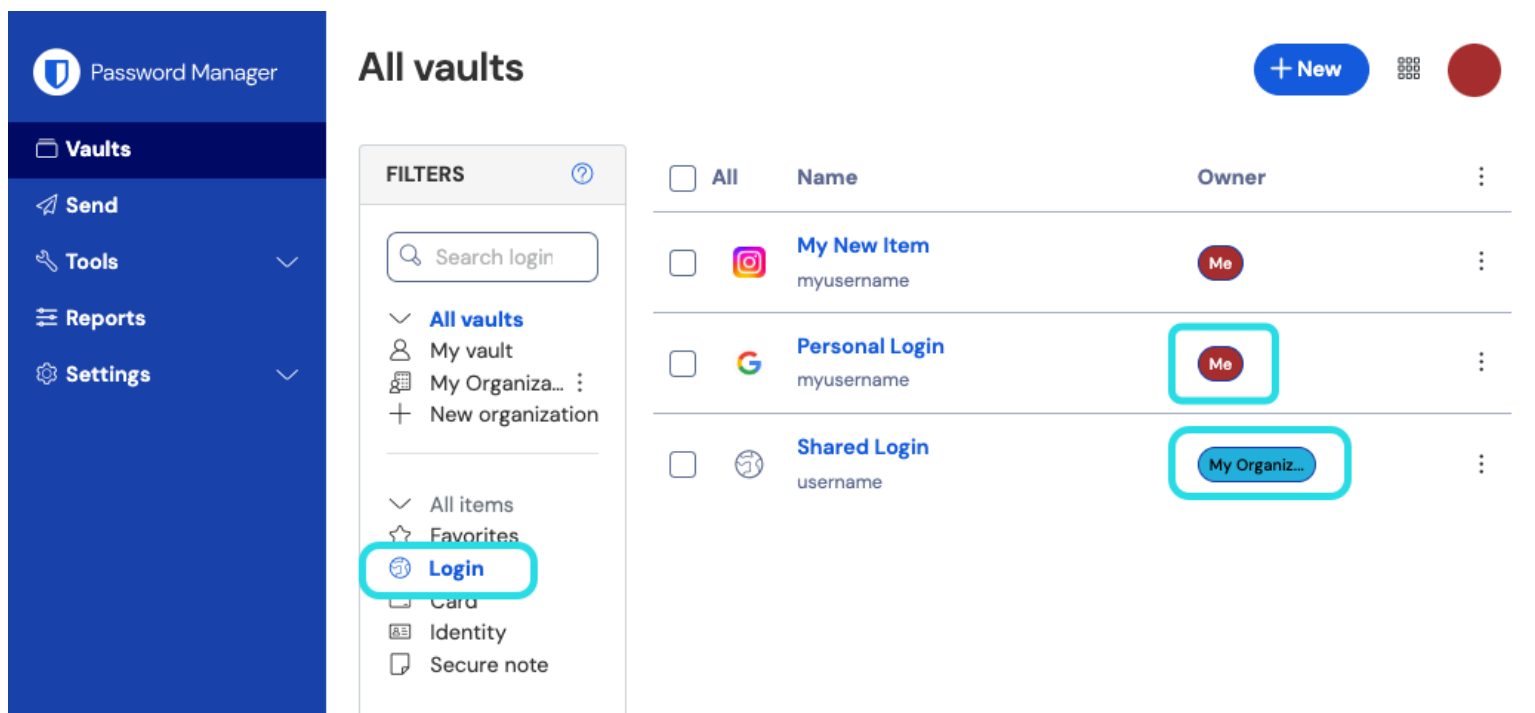 Password Manager
Vaults
Send
Tools
Reports
Settings
All vaults
New
FILTERS
Search login
All vaults
My vault
My Organiza...
New organization
All items
Favorites
Login
Card
Identity
Secure note
All Name Owner
My New Item
myusername
Me
Personal Login
myusername
Me
Shared Login
username
My Organiz...